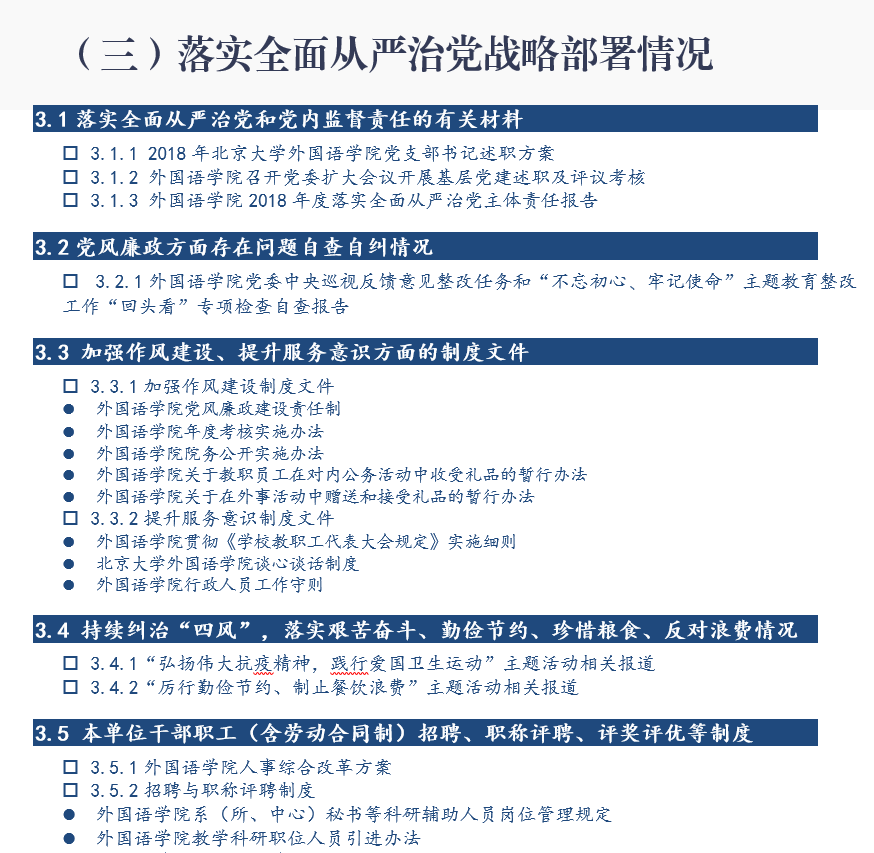 （三）落实全面从严治党战略部署情况
3.1落实全面从严治党和党内监督责任的有关材料
□ 3.1.1 2018年北京大学外国语学院党支部书记述职方案
□ 3.1.2 外国语学院召开党委扩大会议开展基层党建述职及评议考核
□ 3.1.3 外国语学院2018年度落实全面从严治党主体责任报告
3.2党风廉政方面存在问题自查自纠情况
□ 3.2.1外国语学院党委中央巡视反馈意见整改任务和“不忘初心、牢记使命”主题教育整改
工作“回头看”专项检查自查报告
3.3 加强作风建设、提升服务意识方面的制度文件
□ 3.3.1加强作风建设制度文件
● 外国语学院党风廉政建设责任制
● 外国语学院年度考核实施办法
● 外国语学院院务公开实施办法
● 外国语学院关于教职员工在对内公务活动中收受礼品的暂行办法
● 外国语学院关于在外事活动中赠送和接受礼品的暂行办法
□ 3.3.2提升服务意识制度文件
● 外国语学院贯彻《学校教职工代表大会规定》实施细则
● 北京大学外国语学院谈心谈话制度
● 外国语学院行政人员工作守则
3.4 持续纠治“四风”，落实艰苦奋斗、勤俭节约、珍惜粮食、反对浪费情况
□ 3.4.1“弘扬伟大抗疫精神，践行爱国卫生运动”主题活动相关报道
□ 3.4.2“厉行勤俭节约、制止餐饮浪费”主题活动相关报道
3.5 本单位干部职工（含劳动合同制）招聘、职称评聘、评奖评优等制度
□ 3.5.1外国语学院人事综合改革方案
□ 3.5.2招聘与职称评聘制度
● 外国语学院系（所、中心）秘书等科研辅助人员岗位管理规定
● 外国语学院教学科研职位人员引进办法